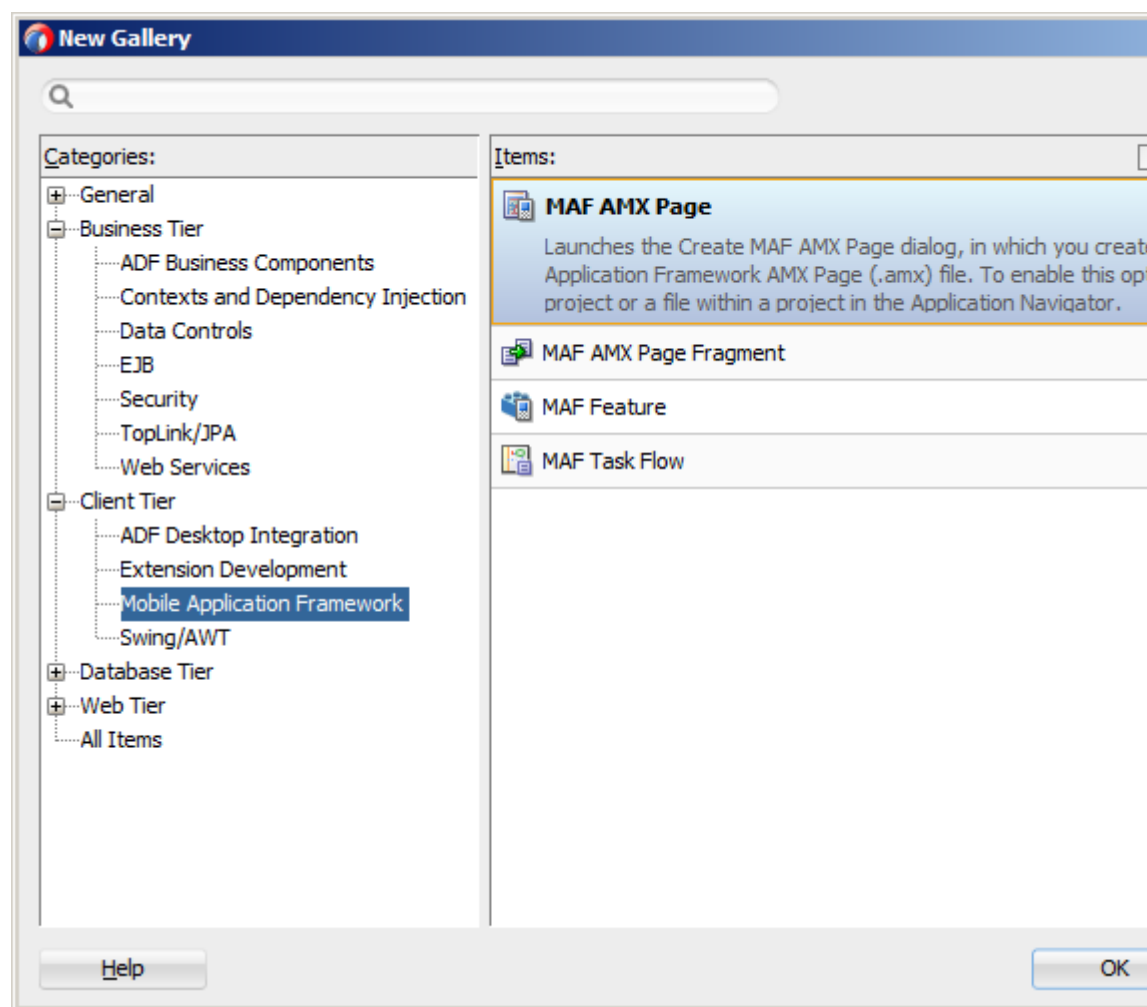 New Gallery
Categories:
General
Business Tier
ADF Business Components
Contexts and Dependency Injection
Data Controls
EJB
Security
TopLink/JPA
Web Services
Client Tier
ADF Desktop Integration
Extension Development
Mobile Application Framework
Swing/AWT
Database Tier
Web Tier
All Items
Items:
MAF AMX Page
Launches the Create MAF AMX Page dialog, in which you create
Application Framework AMX Page (.amx) file. To enable this op
project or a file within a project in the Application Navigator.
MAF AMX Page Fragment
MAF Feature
MAF Task Flow
Help
OK